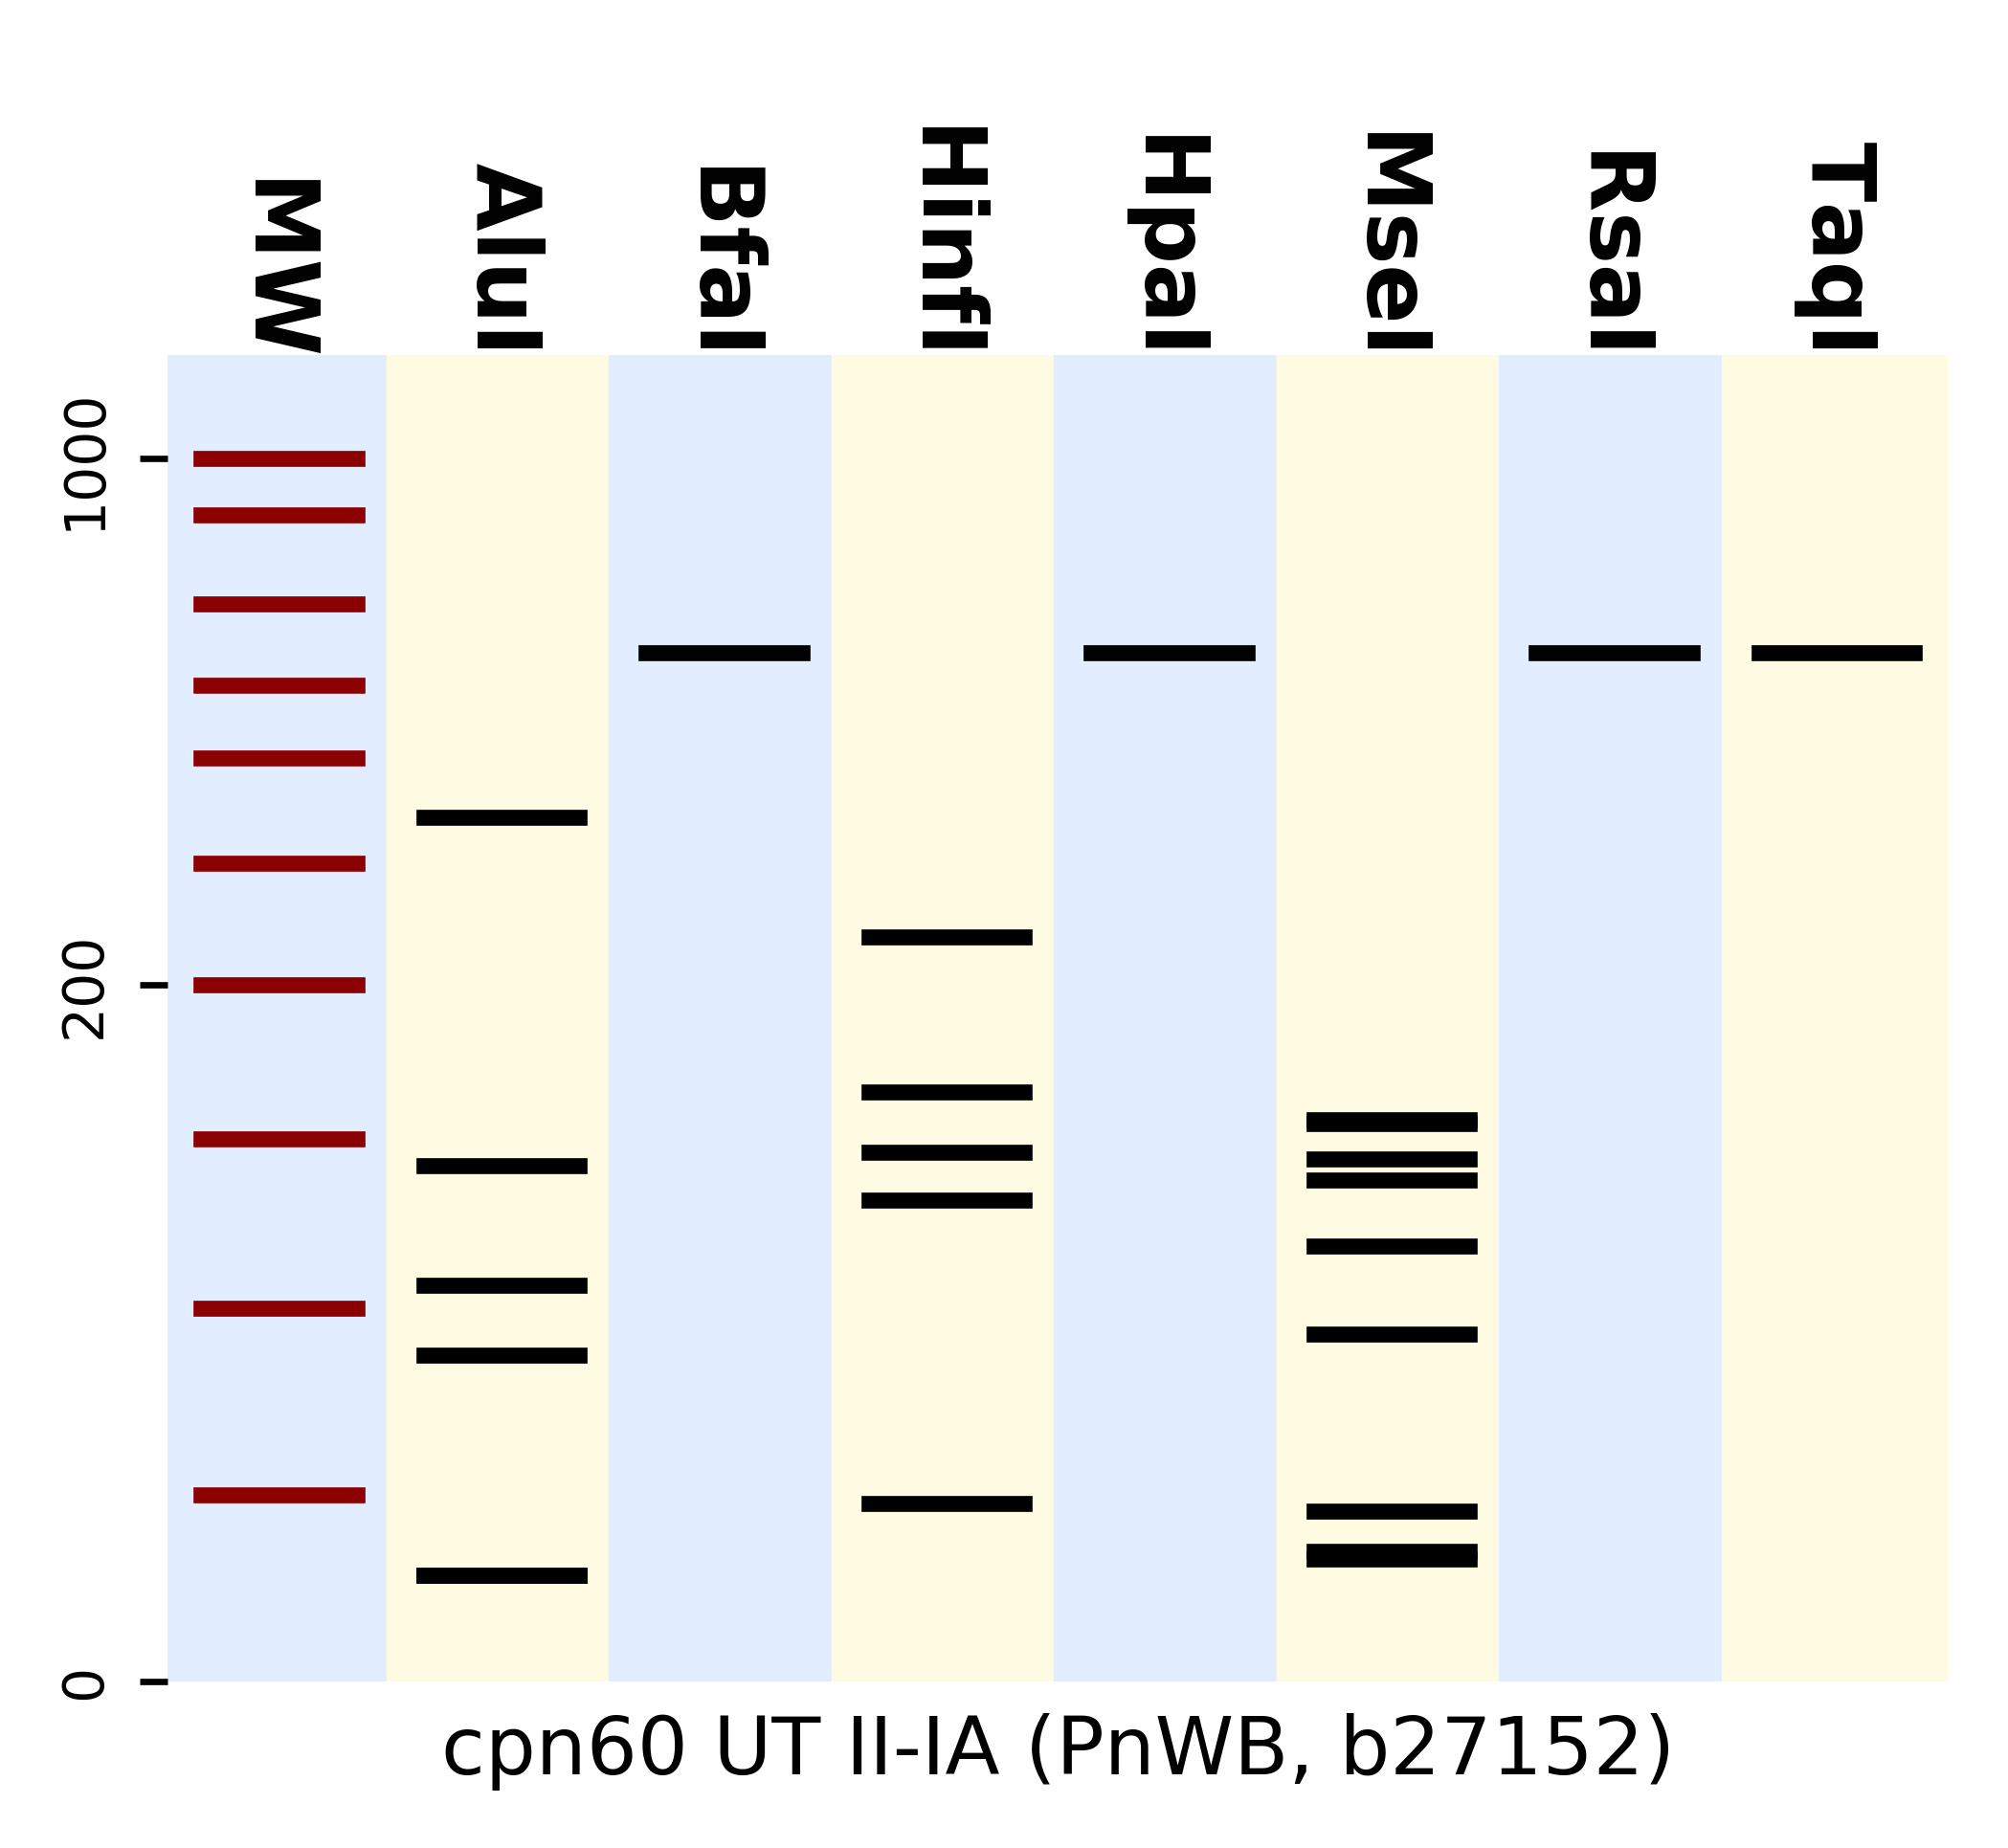 MW
AluI
BfaI
HinfI
HpaI
MseI
RsaI
TaqI
1000
200
0
cpn60 UT II-IA (PnWB, b27152)